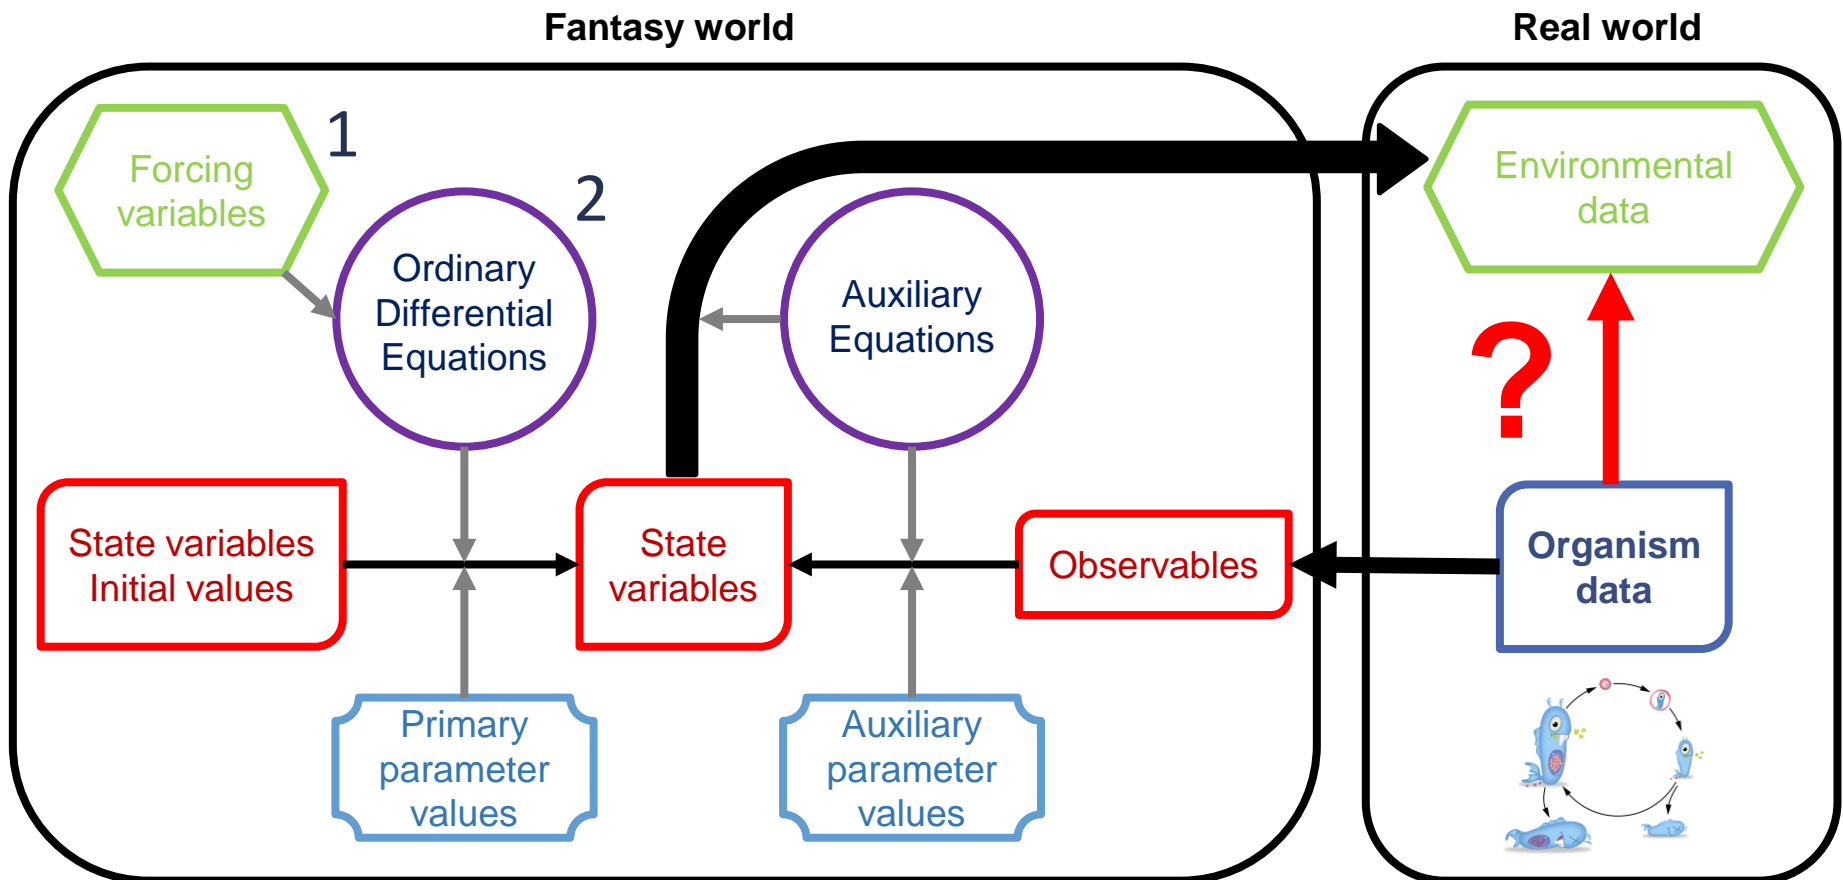 Fantasy world
Real world
Forcing
variables
1
Ordinary
Differential
Equations
2
Auxiliary
Equations
Environmental
data
?
State variables
Initial values
State
variables
Observables
Organism
data
Primary
parameter
values
Auxiliary
parameter
values